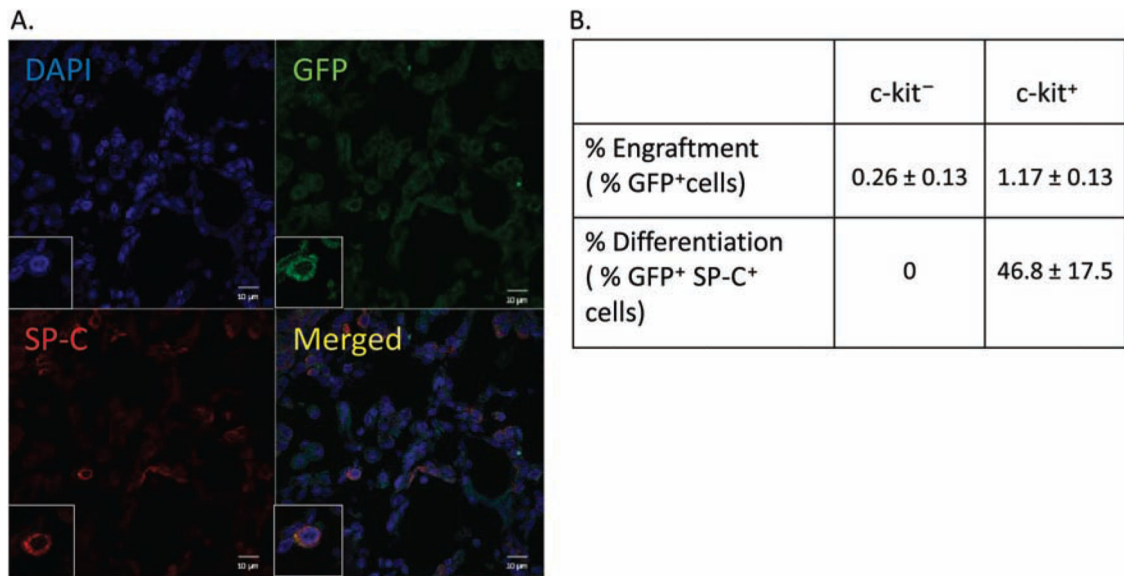 A.
DAPI
GFP
10 µm
10 µm
SP-C
Merged
10 µm
10 µm
B.
c-kit⁻
c-kit⁺
% Engraftment
( % GFP⁺cells)
0.26 ± 0.13
1.17 ± 0.13
% Differentiation
( % GFP⁺ SP-C⁺
cells)
0
46.8 ± 17.5